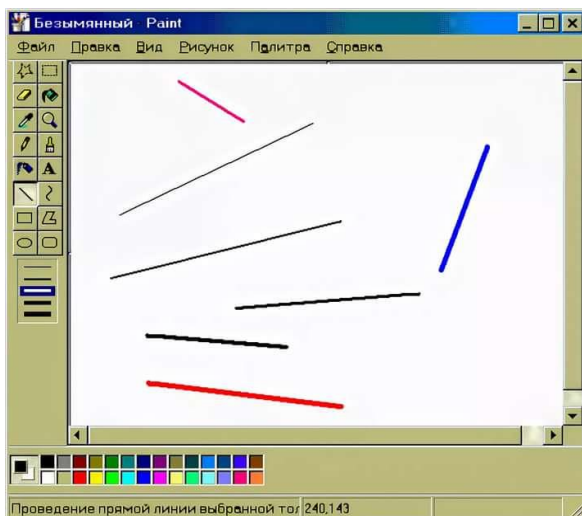 Безымянный - Paint
Файл Правка Вид Рисунок Палитра Справка
A
Проведение прямой линии выбранной тол 240,143